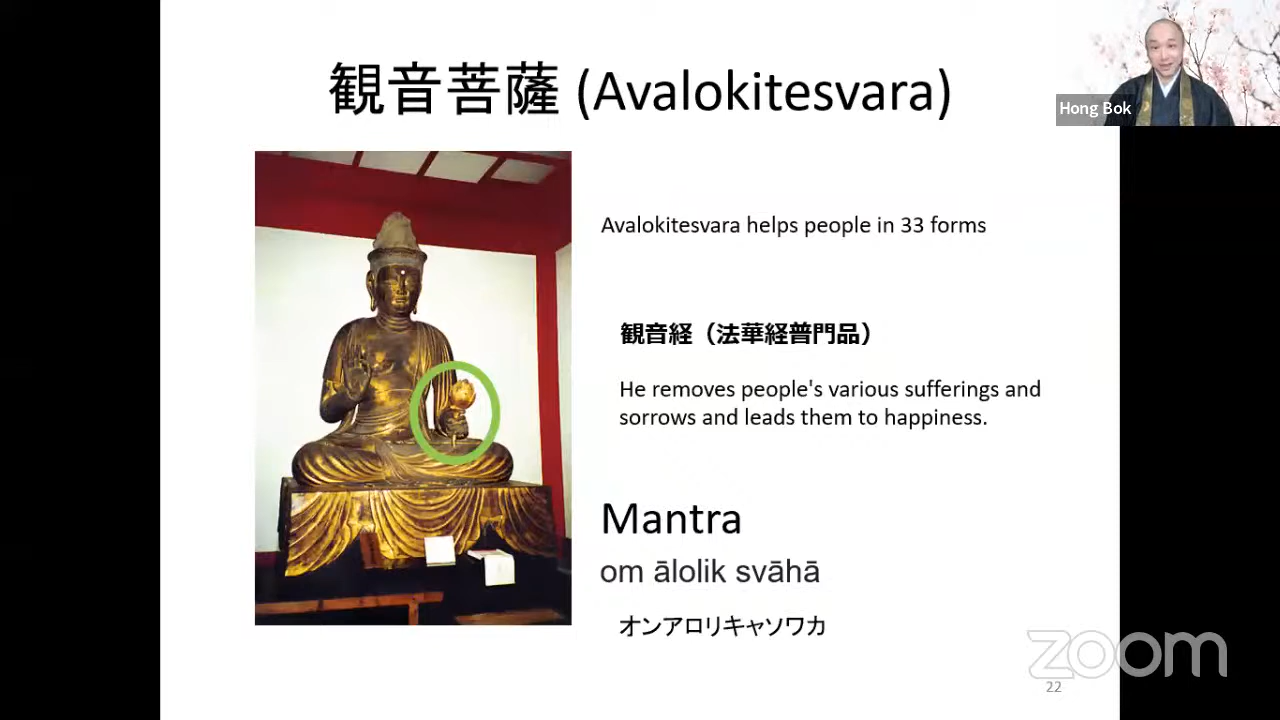 観音菩薩 (Avalokitesvara)
Hong Bok
Avalokitesvara helps people in 33 forms
観音経（法華経普門品）
He removes people's various sufferings and
sorrows and leads them to happiness.
Mantra
om ālolik svāhā
オンアロリキャソワカ
zoom
22